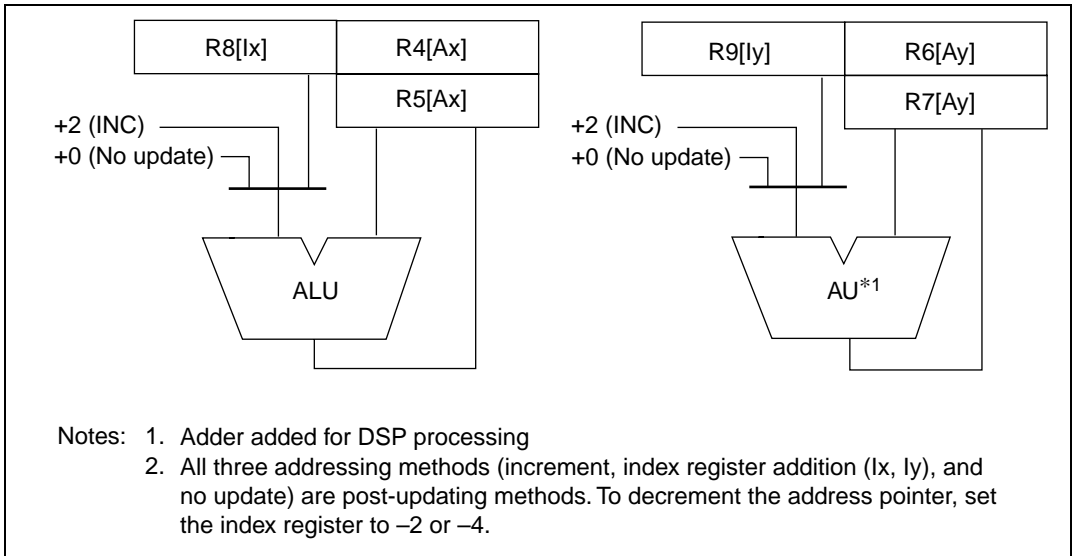 R8[Ix] R4[Ax] R9[Iy] R6[Ay]
R5[Ax] R7[Ay]
+2 (INC) +2 (INC)
+0 (No update) +0 (No update)
ALU AU*1
Notes: 1. Adder added for DSP processing
2. All three addressing methods (increment, index register addition (Ix, Iy), and
no update) are post-updating methods. To decrement the address pointer, set
the index register to –2 or –4.